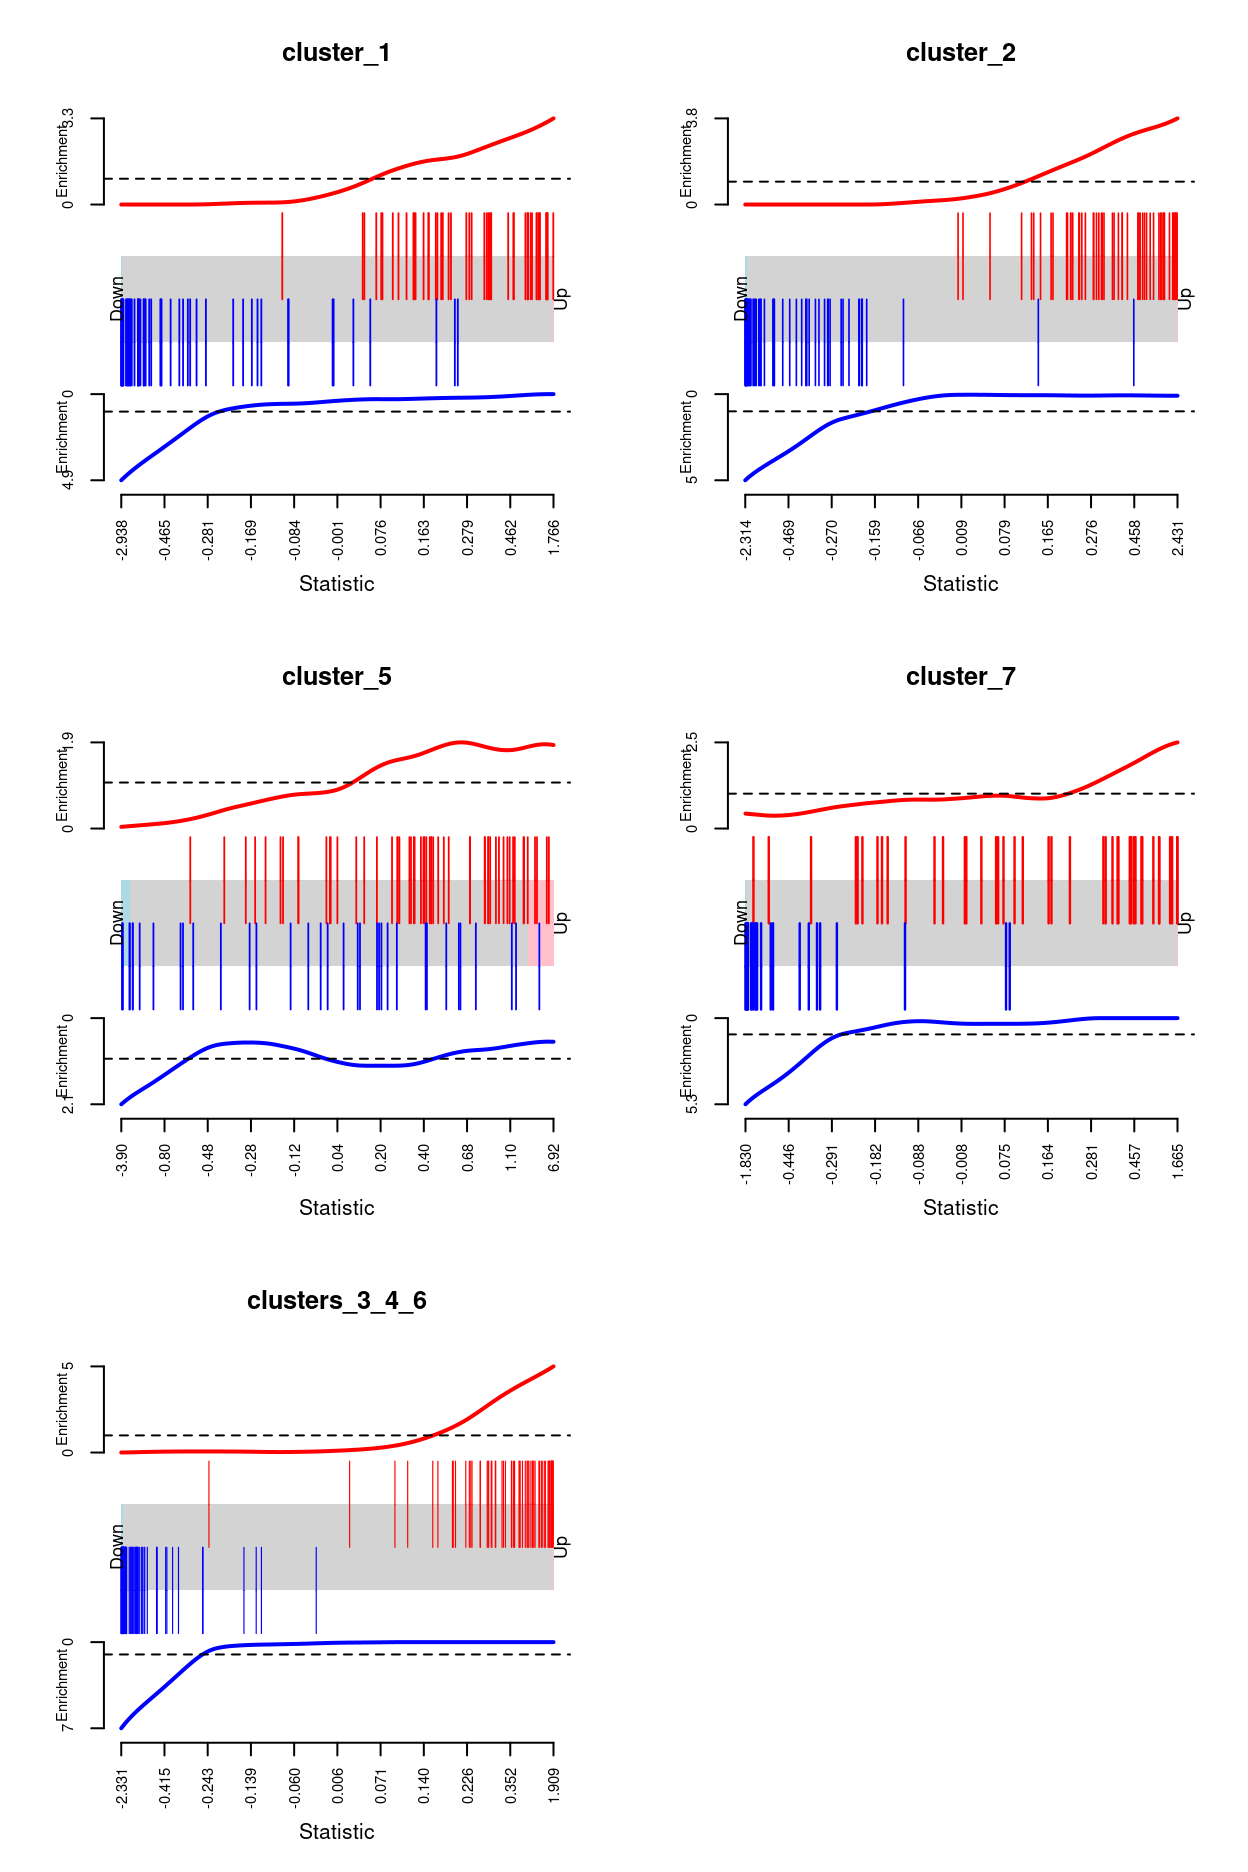 cluster_1
Enrichment
0
3.3
Down
Up
Enrichment
4.9
0
-2.938
-0.465
-0.281
-0.169
-0.084
-0.001
0.076
0.163
0.279
0.462
1.766
Statistic
cluster_2
Enrichment
0
3.8
Down
Up
Enrichment
5
0
-2.314
-0.469
-0.270
-0.159
-0.066
0.009
0.079
0.165
0.276
0.458
2.431
Statistic
cluster_5
Enrichment
0
1.9
Down
Up
Enrichment
2.1
0
-3.90
-0.80
-0.48
-0.28
-0.12
0.04
0.20
0.40
0.68
1.10
6.92
Statistic
cluster_7
Enrichment
0
2.5
Down
Up
Enrichment
5.3
0
-1.830
-0.446
-0.291
-0.182
-0.088
-0.008
0.075
0.164
0.281
0.457
1.665
Statistic
clusters_3_4_6
Enrichment
0
5
Down
Up
Enrichment
7
0
-2.331
-0.415
-0.243
-0.139
-0.060
0.006
0.071
0.140
0.226
0.352
1.909
Statistic